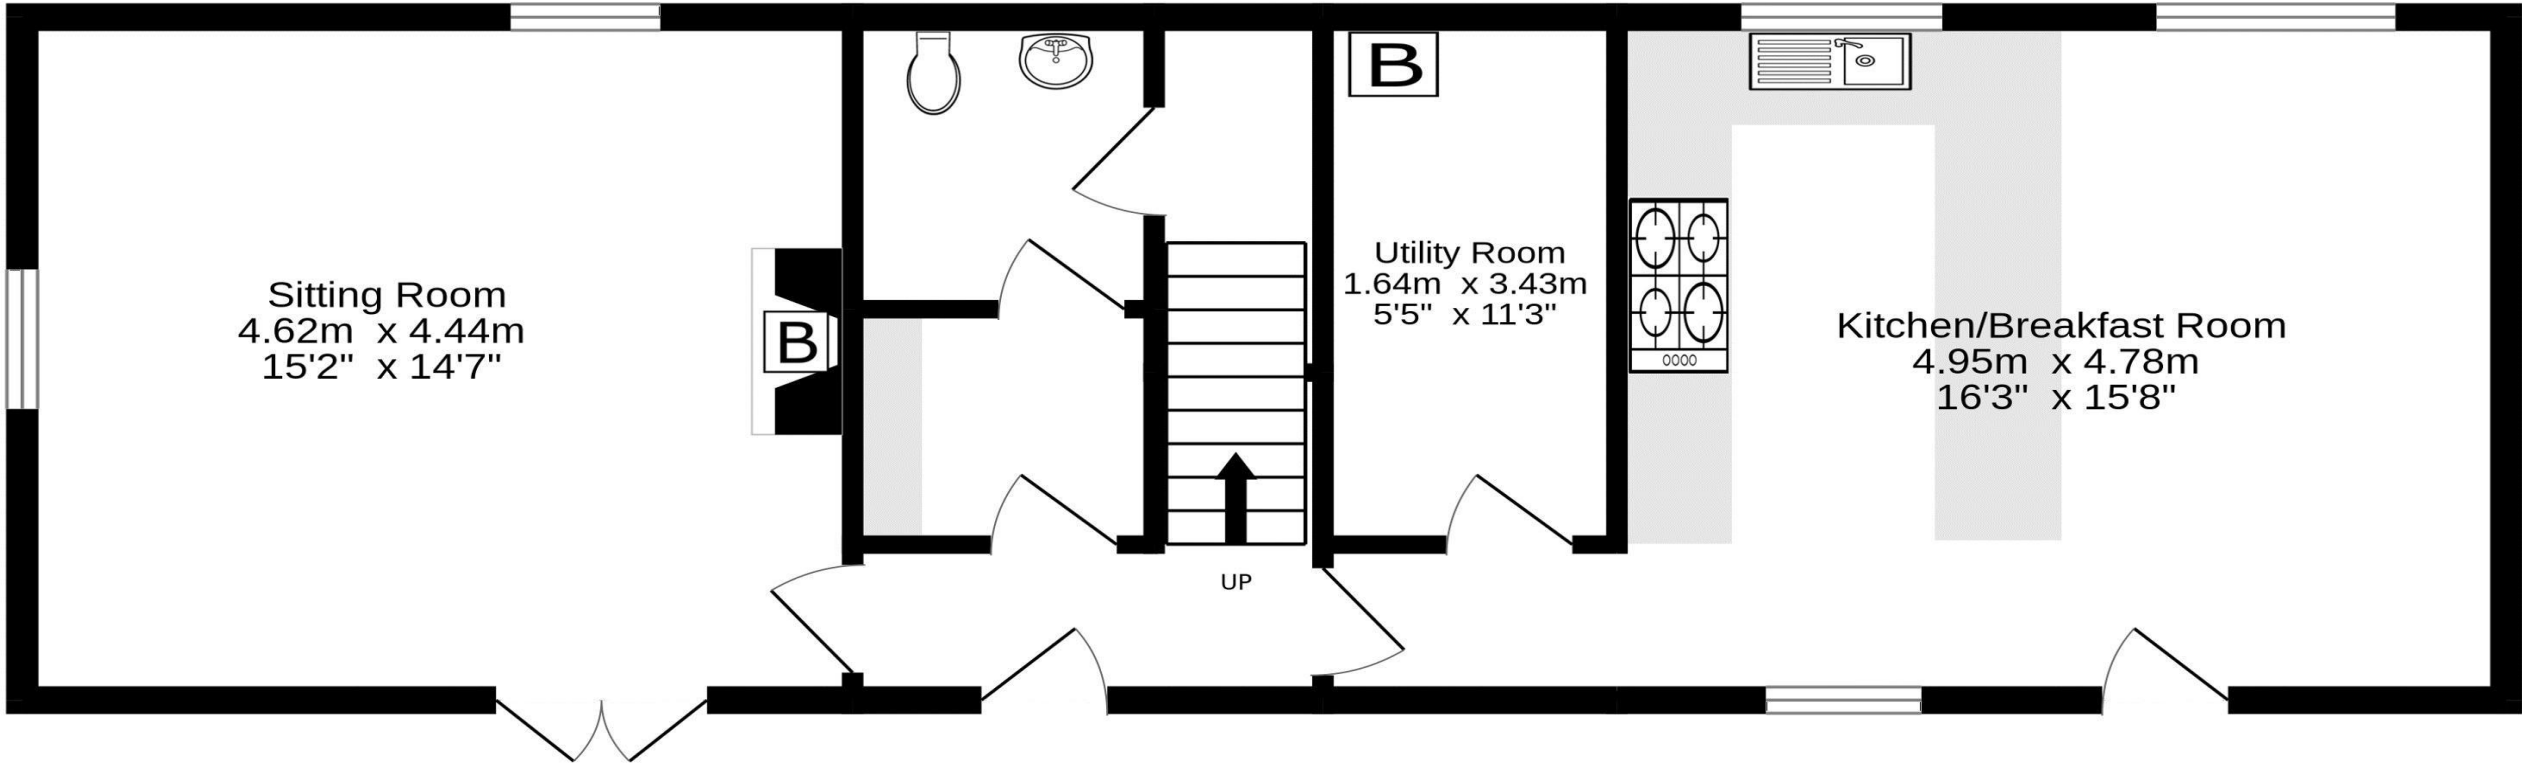 B
Sitting Room
4.62m x 4.44m
15'2" x 14'7"
B
Utility Room
1.64m x 3.43m
5'5" x 11'3"
Kitchen/Breakfast Room
4.95m x 4.78m
16'3" x 15'8"
UP